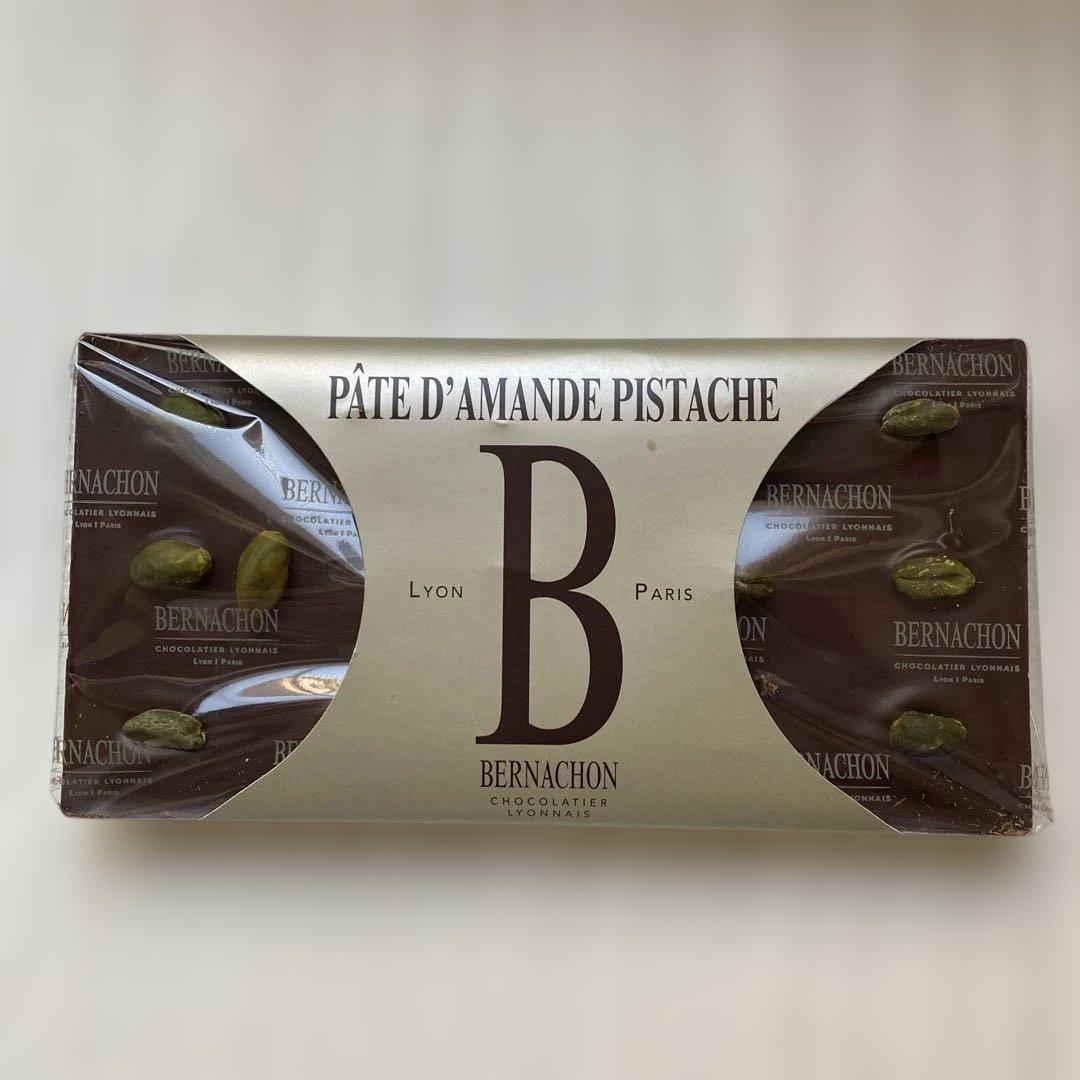 PÂTE D'AMANDE PISTACHE
B
LYON
PARIS
BERNACHON
CHOCOLATIER
LYONNAIS
BERNACHON
CHOCOLATIER LYONNAIS
LYON | PARIS
BERNACHON
CHOCOLATIER LYONNAIS
LYON | PARIS
BERNACHON
CHOCOLATIER LYONNAIS
LYON | PARIS
BERNACHON
CHOCOLATIER LYONNAIS
LYON | PARIS